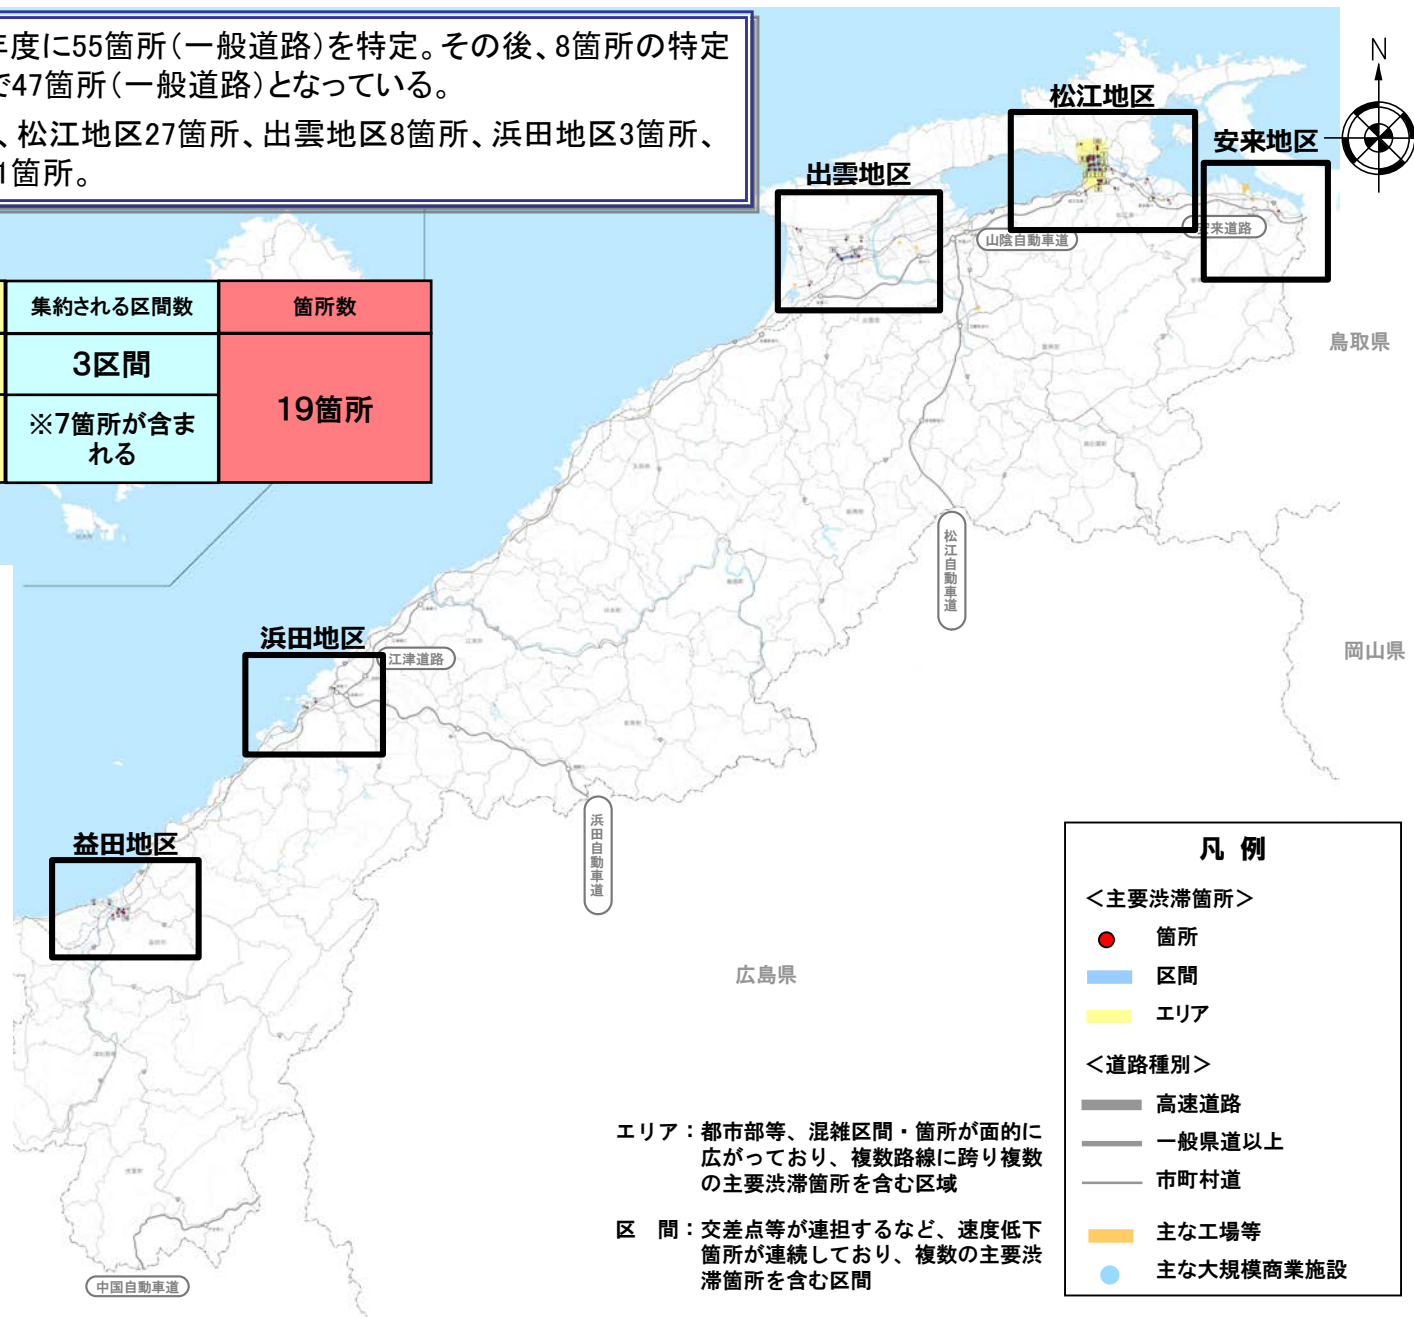 年度に55箇所（一般道路）を特定。その後、8箇所の特定
で47箇所（一般道路）となっている。
、松江地区27箇所、出雲地区8箇所、浜田地区3箇所、
1箇所。
集約される区間数
箇所数
3区間
19箇所
※7箇所が含ま
れる
N
松江地区
安来地区
出雲地区
山陰自動車道
安来道路
鳥取県
松江自動車道
岡山県
浜田地区
江津道路
浜田自動車道
益田地区
広島県
中国自動車道
エリア：都市部等、混雑区間・箇所が面的に
広がっており、複数路線に跨り複数
の主要渋滞箇所を含む区域
区　間：交差点等が連担するなど、速度低下
箇所が連続しており、複数の主要渋
滞箇所を含む区間
凡 例
＜主要渋滞箇所＞
箇所
区間
エリア
＜道路種別＞
高速道路
一般県道以上
市町村道
主な工場等
主な大規模商業施設